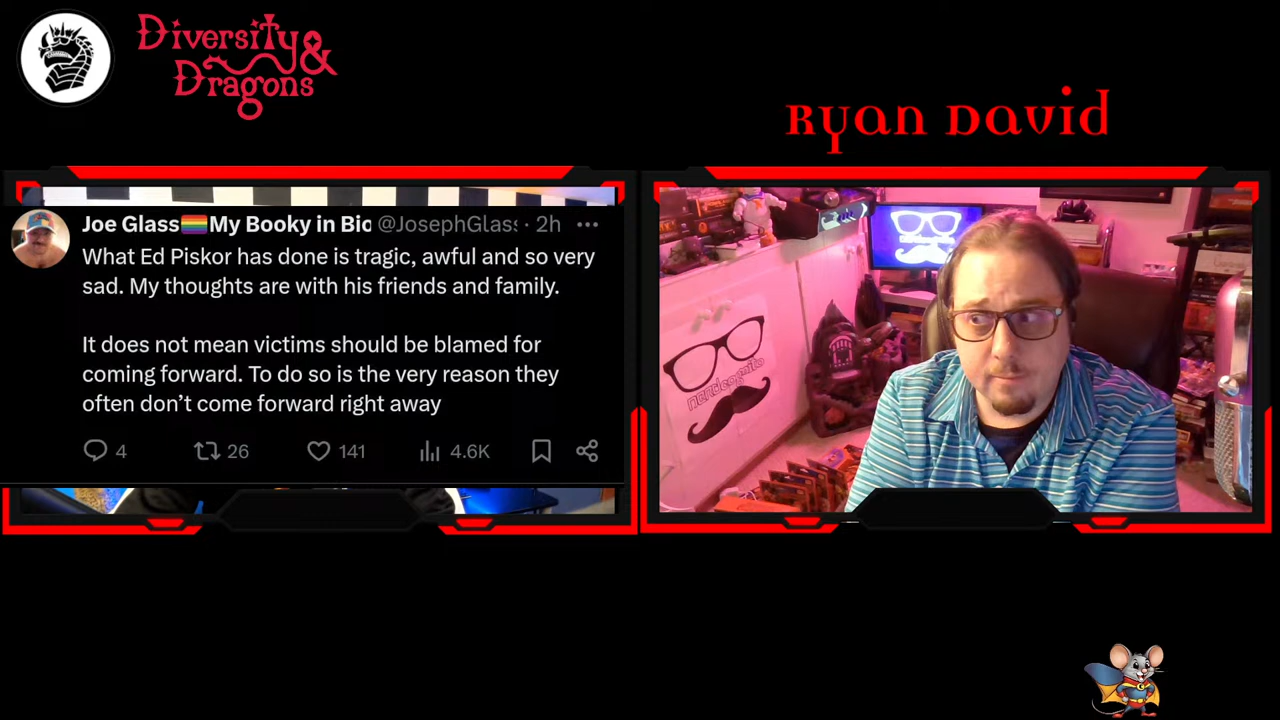 Diversity &
Dragons
Ryan David
Joe Glass🏳️‍🌈My Booky in Bio @JosephGlass · 2h
What Ed Piskor has done is tragic, awful and so very
sad. My thoughts are with his friends and family.
It does not mean victims should be blamed for
coming forward. To do so is the very reason they
often don’t come forward right away
4 26 141 4.6K
nerdcognito